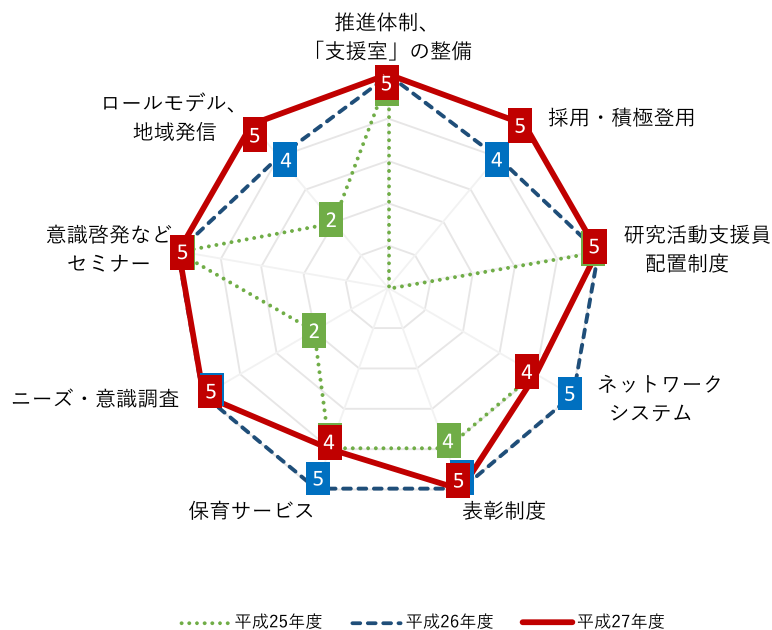 推進体制、
「支援室」の整備
5
ロールモデル、
地域発信
5
4
5
4
採用・積極登用
2
意識啓発など
セミナー
5
5
研究活動支援員
配置制度
2
4
5
ネットワーク
システム
ニーズ・意識調査
5
4
4
5
5
保育サービス
表彰制度
平成25年度
平成26年度
平成27年度